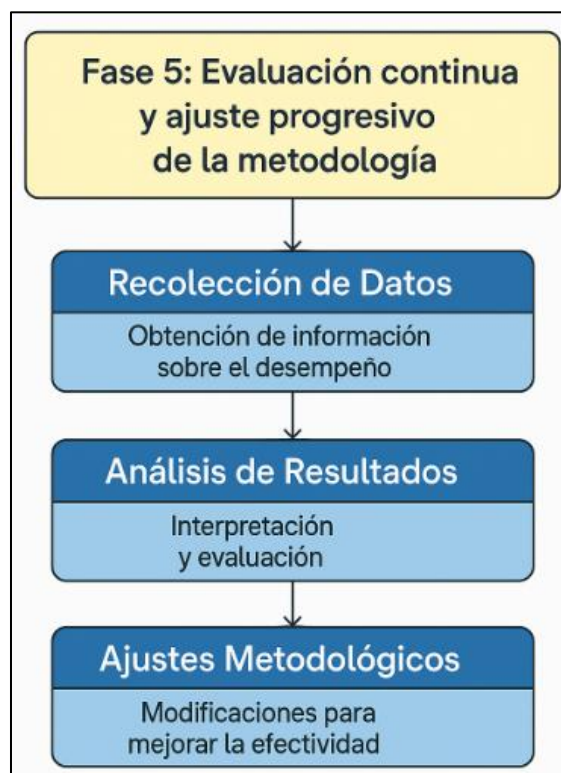 Fase 5: Evaluación continua
y ajuste progresivo
de la metodología
Recolección de Datos
Obtención de información
sobre el desempeño
Análisis de Resultados
Interpretación
y evaluación
Ajustes Metodológicos
Modificaciones para
mejorar la efectividad